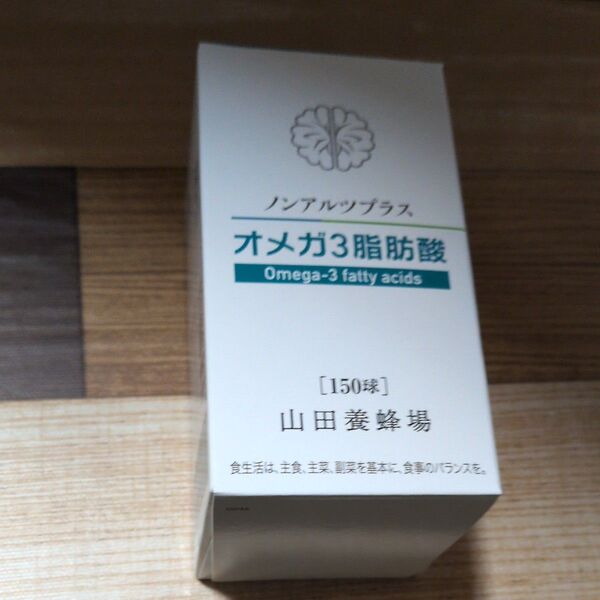 ノンアルツプラス
オメガ3脂肪酸
Omega-3 fatty acids
[150球]
山田養蜂場
食生活は、主食、主菜、副菜を基本に、食事のバランスを。